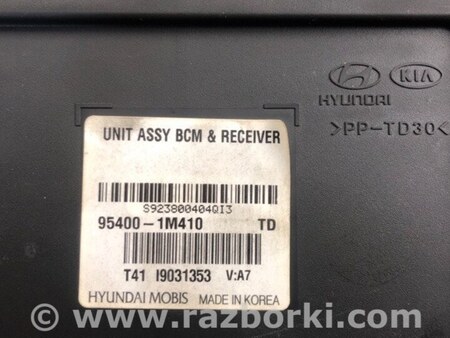 HYUNDAI KIA
>PP-TD30<
UNIT ASSY BCM & RECEIVER
S923800404QI3
95400-1M410 TD
T41 I9031353 V:A7
HYUNDAI MOBIS MADE IN KOREA
© www.razborki.com